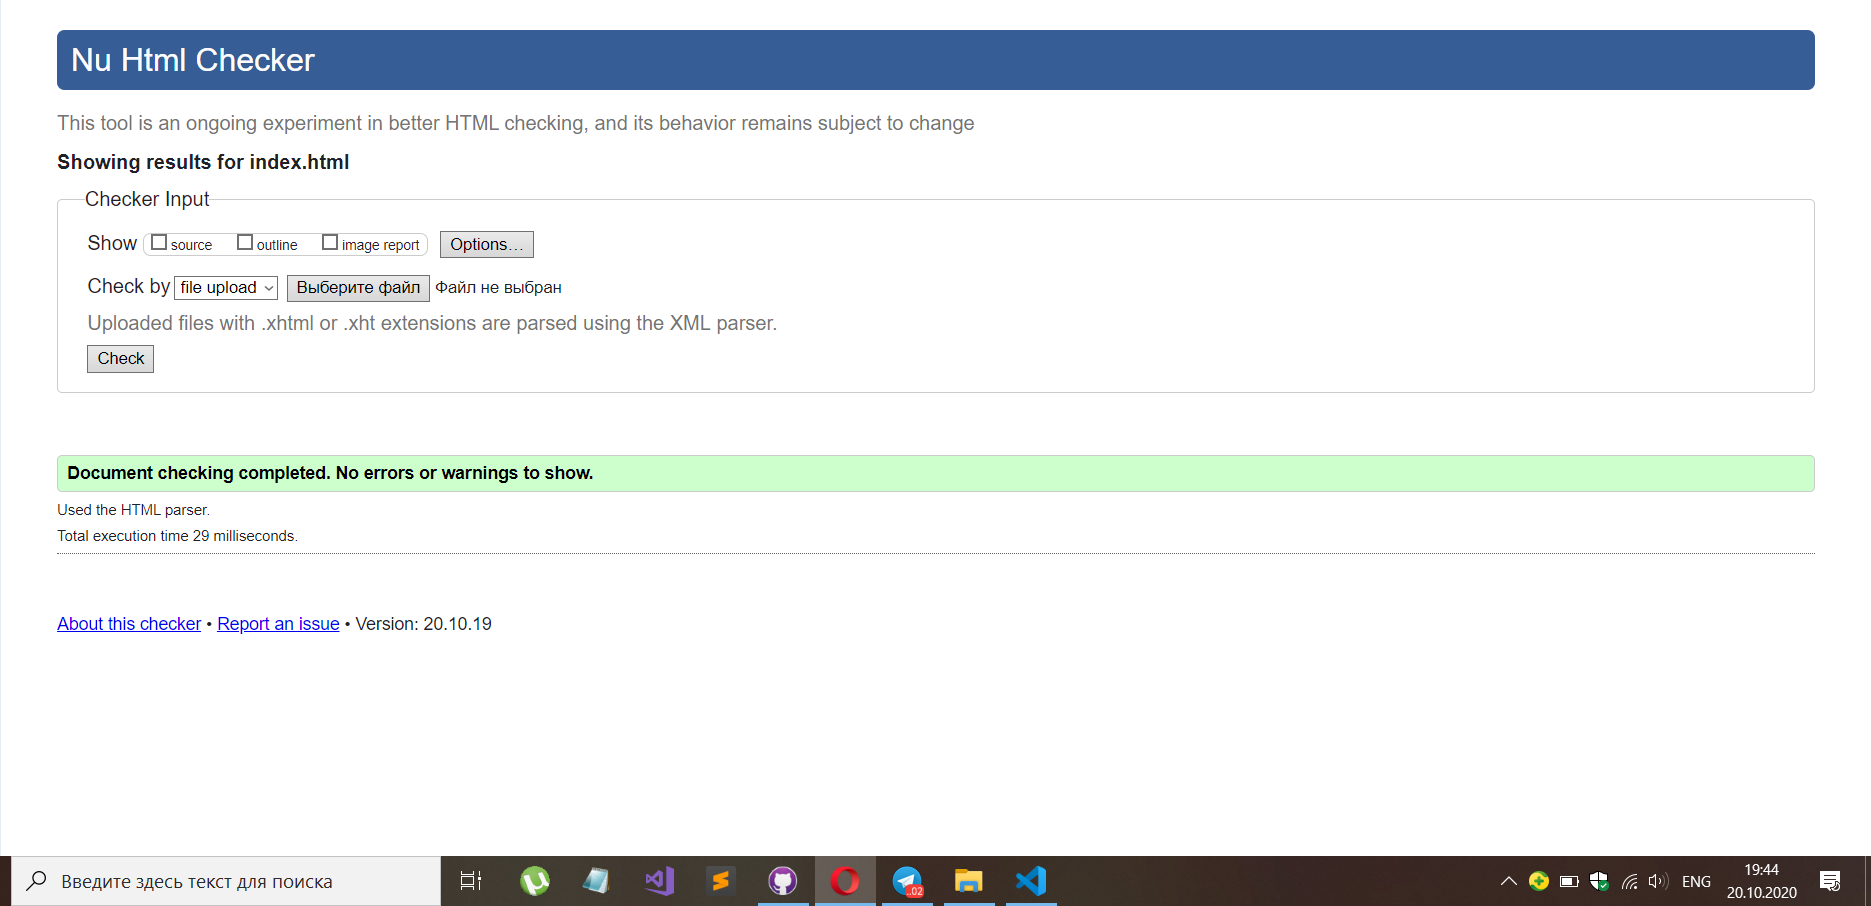 Nu Html Checker
This tool is an ongoing experiment in better HTML checking, and its behavior remains subject to change
Showing results for index.html
Checker Input
Show source outline image report Options...
Check by file upload Выберите файл Файл не выбран
Uploaded files with .xhtml or .xht extensions are parsed using the XML parser.
Check
Document checking completed. No errors or warnings to show.
Used the HTML parser.
Total execution time 29 milliseconds.
About this checker • Report an issue • Version: 20.10.19
Введите здесь текст для поиска
..02
ENG
19:44
20.10.2020